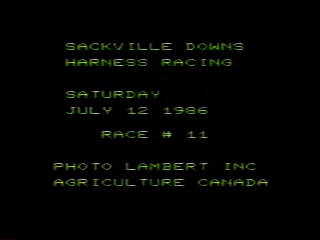 SACKVILLE DOWNS
HARNESS RACING
SATURDAY
JULY 12 1986
RACE # 11
PHOTO LAMBERT INC
AGRICULTURE CANADA